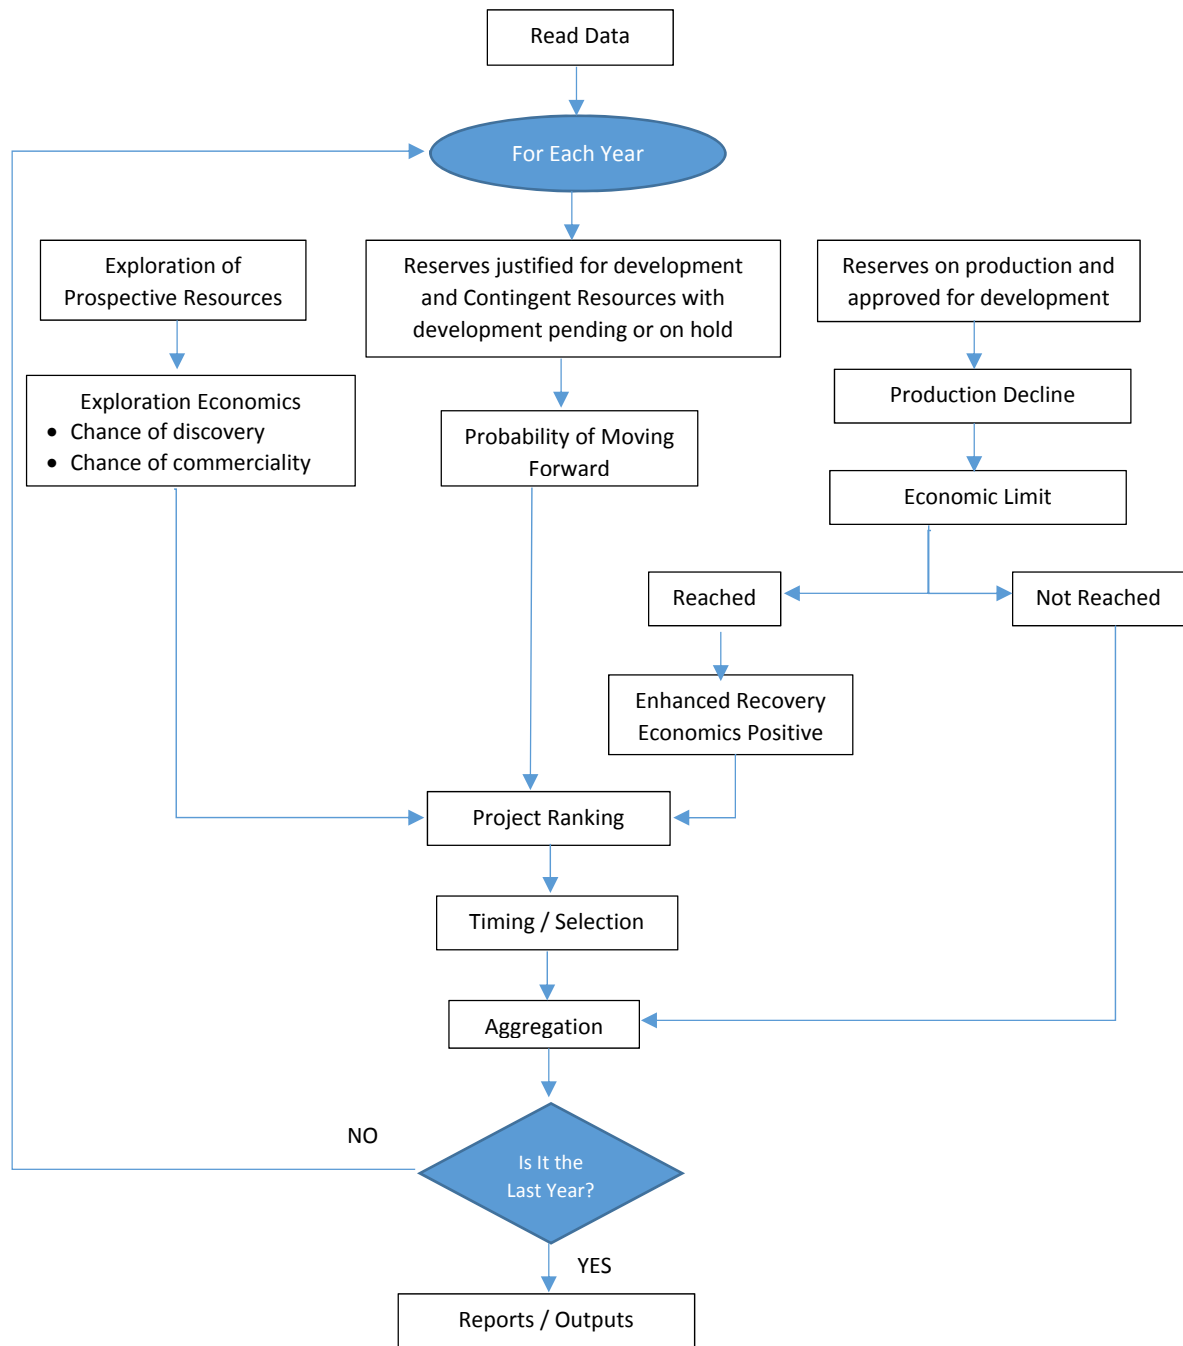 Read Data
For Each Year
Exploration of
Prospective Resources
Reserves justified for development
and Contingent Resources with
development pending or on hold
Reserves on production and
approved for development
Exploration Economics
• Chance of discovery
• Chance of commerciality
Probability of Moving
Forward
Production Decline
Economic Limit
Reached
Not Reached
Enhanced Recovery
Economics Positive
Project Ranking
Timing / Selection
Aggregation
NO
Is It the
Last Year?
YES
Reports / Outputs